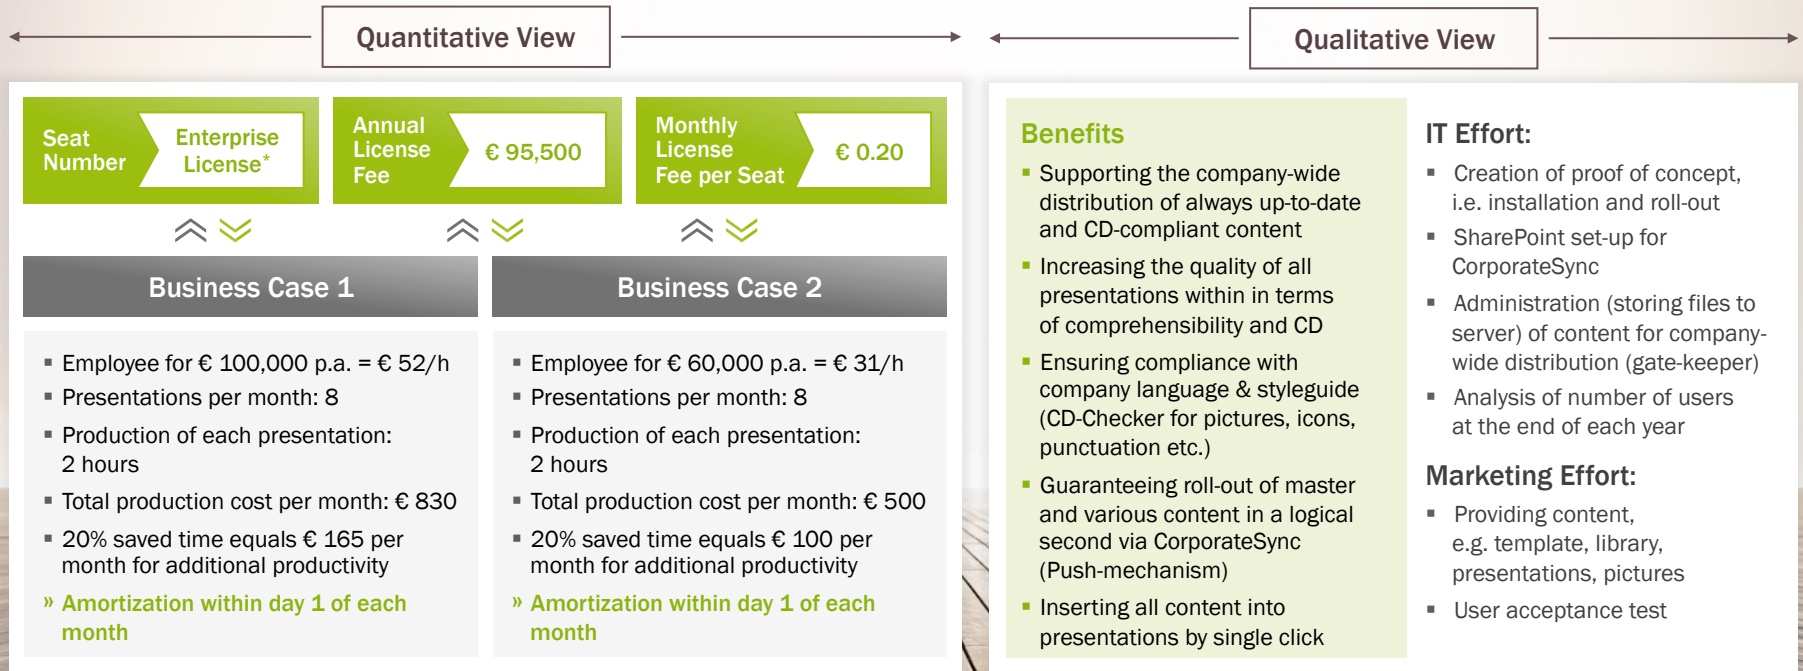 Quantitative View
Seat
Number
Enterprise
License*
Annual
License
Fee
€ 95,500
Monthly
License
Fee per Seat
€ 0.20
Business Case 1
▪ Employee for € 100,000 p.a. = € 52/h
▪ Presentations per month: 8
▪ Production of each presentation:
2 hours
▪ Total production cost per month: € 830
▪ 20% saved time equals € 165 per
month for additional productivity
» Amortization within day 1 of each
month
Business Case 2
▪ Employee for € 60,000 p.a. = € 31/h
▪ Presentations per month: 8
▪ Production of each presentation:
2 hours
▪ Total production cost per month: € 500
▪ 20% saved time equals € 100 per
month for additional productivity
» Amortization within day 1 of each
month
Qualitative View
Benefits
▪ Supporting the company-wide
distribution of always up-to-date
and CD-compliant content
▪ Increasing the quality of all
presentations within in terms
of comprehensibility and CD
▪ Ensuring compliance with
company language & styleguide
(CD-Checker for pictures, icons,
punctuation etc.)
▪ Guaranteeing roll-out of master
and various content in a logical
second via CorporateSync
(Push-mechanism)
▪ Inserting all content into
presentations by single click
IT Effort:
▪ Creation of proof of concept,
i.e. installation and roll-out
▪ SharePoint set-up for
CorporateSync
▪ Administration (storing files to
server) of content for company-
wide distribution (gate-keeper)
▪ Analysis of number of users
at the end of each year
Marketing Effort:
▪ Providing content,
e.g. template, library,
presentations, pictures
▪ User acceptance test